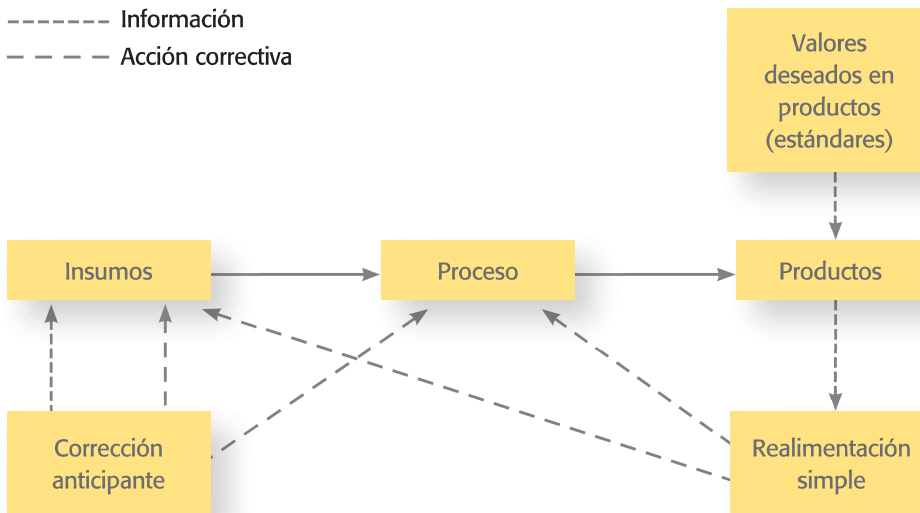 Información
Acción correctiva
Valores
deseados en
productos
(estándares)
Insumos
Proceso
Productos
Corrección
anticipante
Realimentación
simple